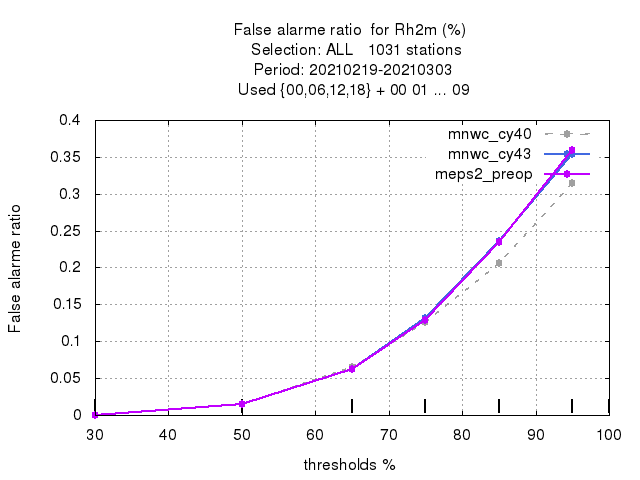 False alarme ratio  for Rh2m (%)
Selection: ALL   1031 stations
Period: 20210219-20210303
Used {00,06,12,18} + 00 01 ... 09
mnwc_cy40
mnwc_cy43
meps2_preop
0.4
0.35
0.3
0.25
0.2
0.15
0.1
0.05
0
False alarme ratio
30 40 50 60 70 80 90 100
thresholds %